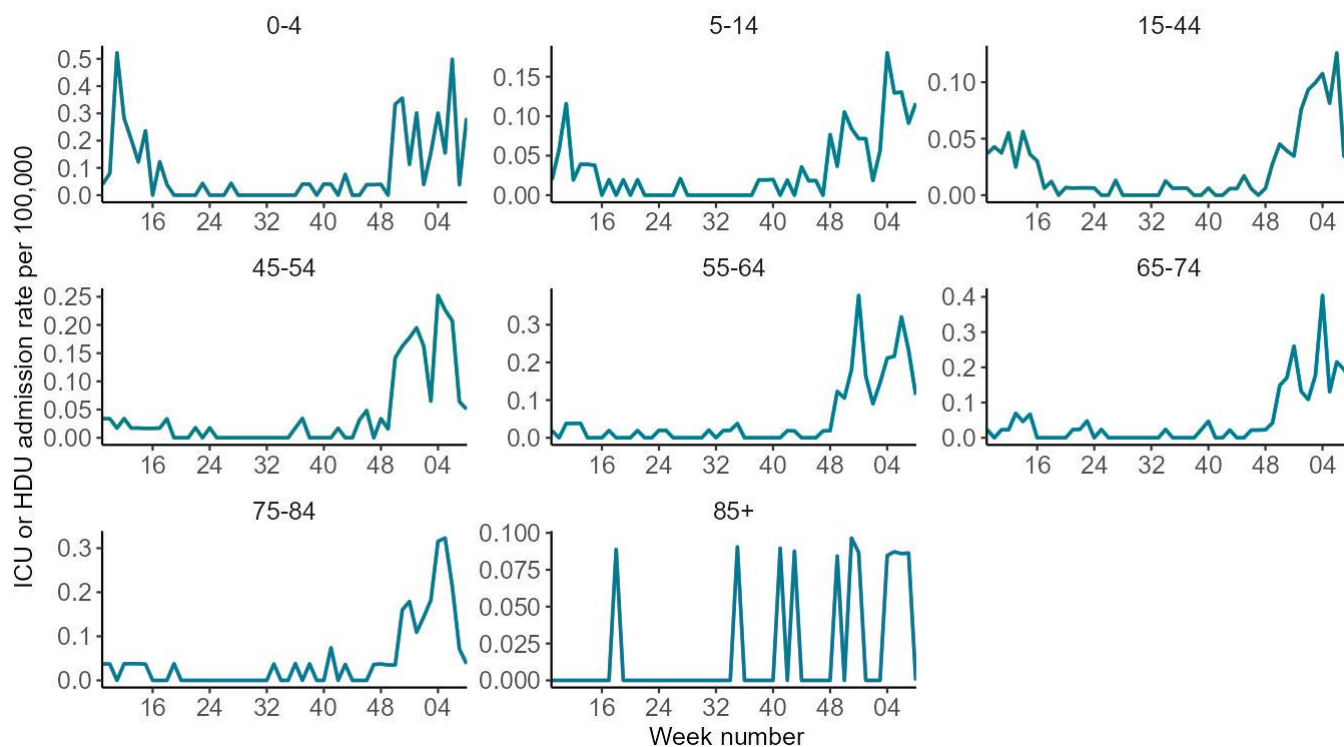 0-4 5-14 15-44
ICU or HDU admission rate per 100,000
0.5 0.4 0.3 0.2 0.1 0.0
16 24 32 40 48 04
0.15 0.10 0.05 0.00
16 24 32 40 48 04
0.10 0.05 0.00
16 24 32 40 48 04
45-54 55-64 65-74
0.25 0.20 0.15 0.10 0.05 0.00
16 24 32 40 48 04
0.3 0.2 0.1 0.0
16 24 32 40 48 04
0.4 0.3 0.2 0.1 0.0
16 24 32 40 48 04
75-84 85+
0.3 0.2 0.1 0.0
16 24 32 40 48 04
0.100 0.075 0.050 0.025 0.000
16 24 32 40 48 04
Week number